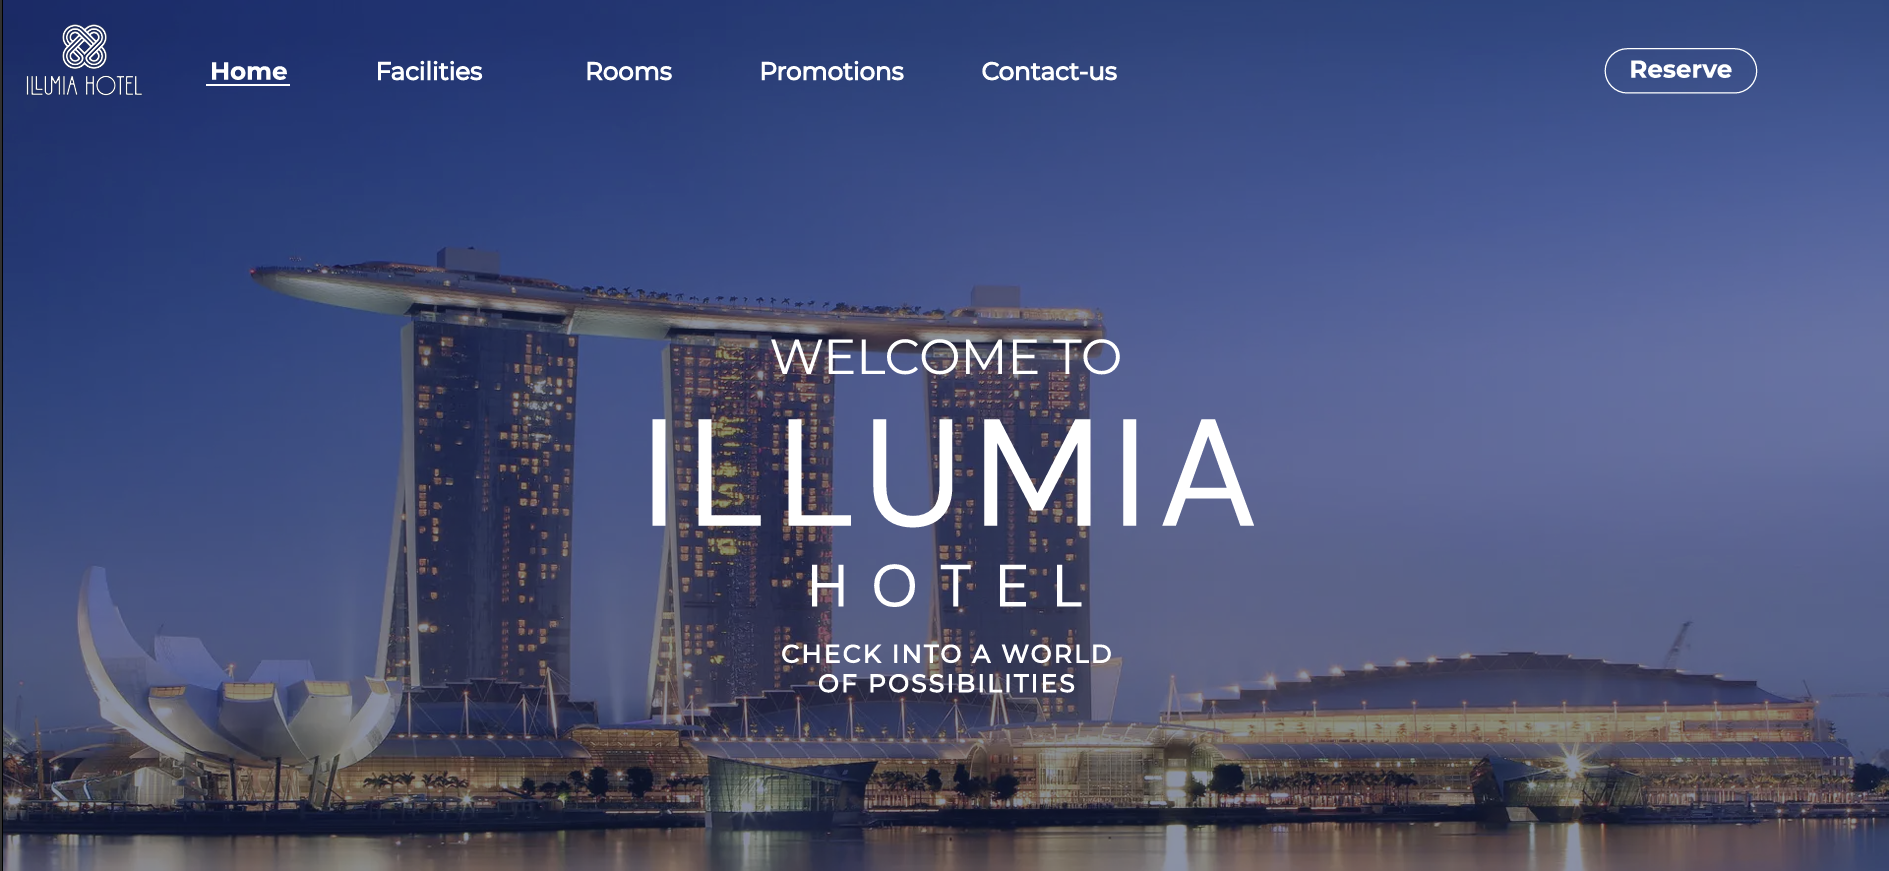 ILLUMIA HOTEL
Home Facilities Rooms Promotions Contact-us Reserve
WELCOME TO
ILLUMIA
HOTEL
CHECK INTO A WORLD
OF POSSIBILITIES